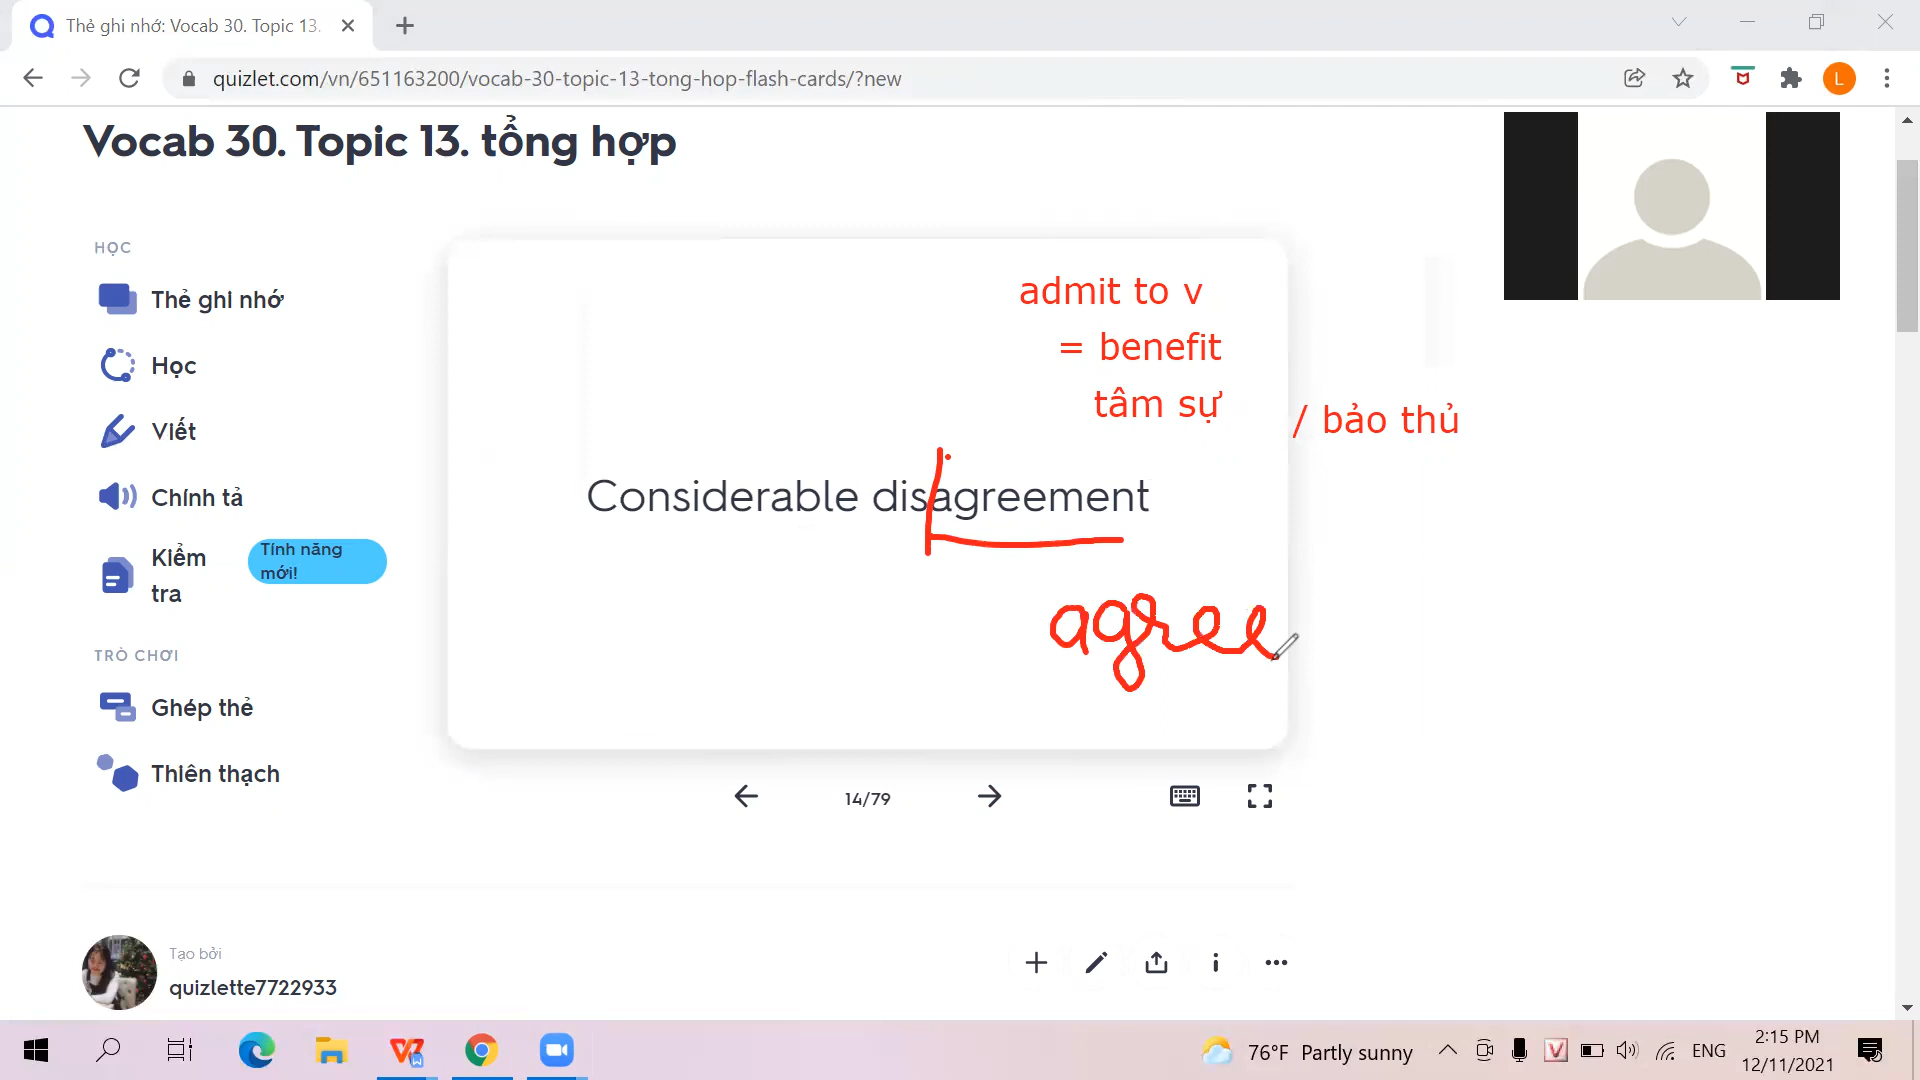 Thẻ ghi nhớ: Vocab 30. Topic 13.
quizlet.com/vn/651163200/vocab-30-topic-13-tong-hop-flash-cards/?new
L
Vocab 30. Topic 13. tổng hợp
HỌC
Thẻ ghi nhớ
Học
Viết
Chính tả
Kiểm tra
Tính năng mới!
TRÒ CHƠI
Ghép thẻ
Thiên thạch
admit to v
= benefit
tâm sự
/ bảo thủ
Considerable disagreement
agree
14/79
Tạo bởi
quizlette7722933
76°F Partly sunny
ENG
2:15 PM
12/11/2021